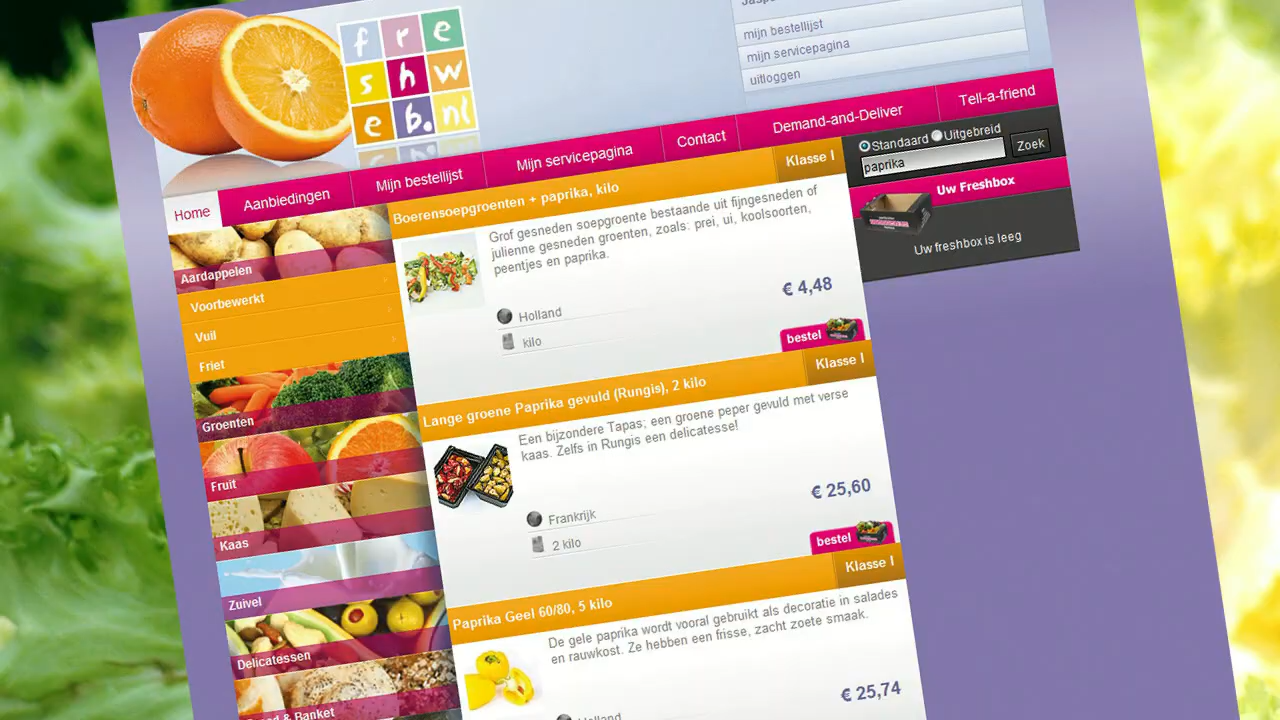 fre
shw
eb.nl
mijn bestellijst
mijn servicepagina
uitloggen
Home
Aanbiedingen
Mijn bestellijst
Mijn servicepagina
Contact
Demand-and-Deliver
Tell-a-friend
Standaard Uitgebreid
paprika
Zoek
Uw Freshbox
Uw freshbox is leeg
Aardappelen
Voorbewerkt
Vuil
Friet
Groenten
Fruit
Kaas
Zuivel
Delicatessen
& Banket
Boerensoepgroenten + paprika, kilo
Klasse I
Grof gesneden soepgroente bestaande uit fijngesneden of
julienne gesneden groenten, zoals: prei, ui, koolsoorten,
peentjes en paprika.
€ 4,48
Holland
kilo
bestel
Lange groene Paprika gevuld (Rungis), 2 kilo
Klasse I
Een bijzondere Tapas; een groene peper gevuld met verse
kaas. Zelfs in Rungis een delicatesse!
€ 25,60
Frankrijk
2 kilo
bestel
Paprika Geel 60/80, 5 kilo
Klasse I
De gele paprika wordt vooral gebruikt als decoratie in salades
en rauwkost. Ze hebben een frisse, zacht zoete smaak.
€ 25,74
Holland